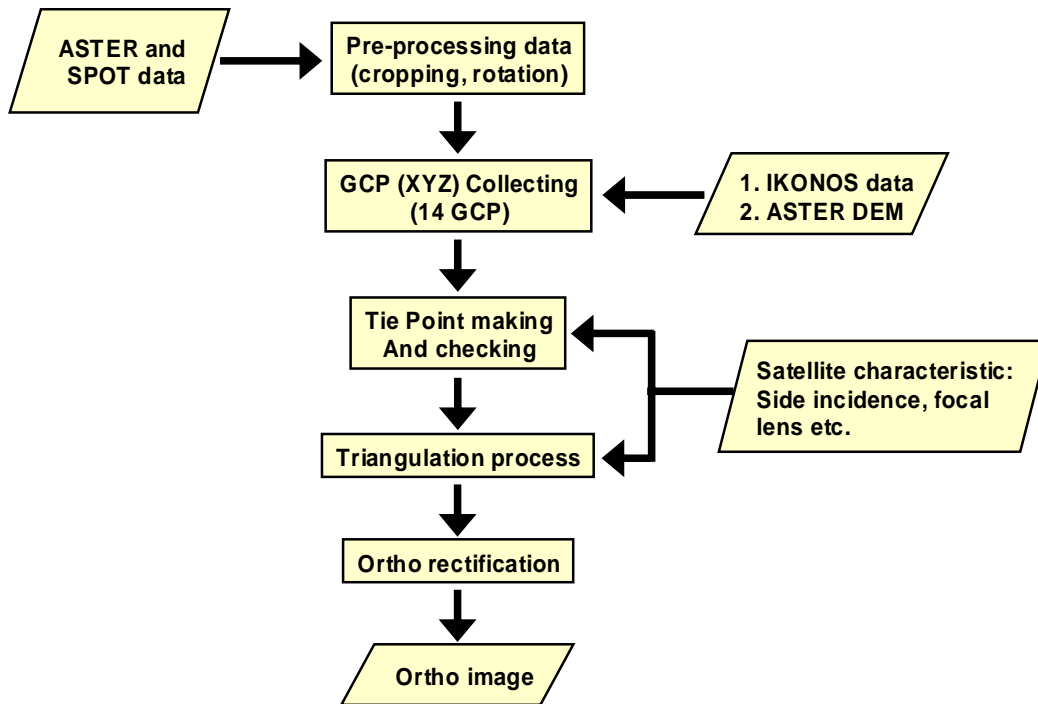 ASTER and
SPOT data
Pre-processing data
(cropping, rotation)
GCP (XYZ) Collecting
(14 GCP)
1. IKONOS data
2. ASTER DEM
Tie Point making
And checking
Satellite characteristic:
Side incidence, focal
lens etc.
Triangulation process
Ortho rectification
Ortho image